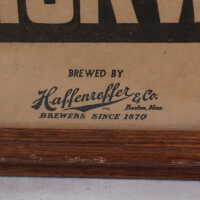 BREWED BY
Haffenreffer & Co.
Boston, Mass
BREWERS SINCE 1870